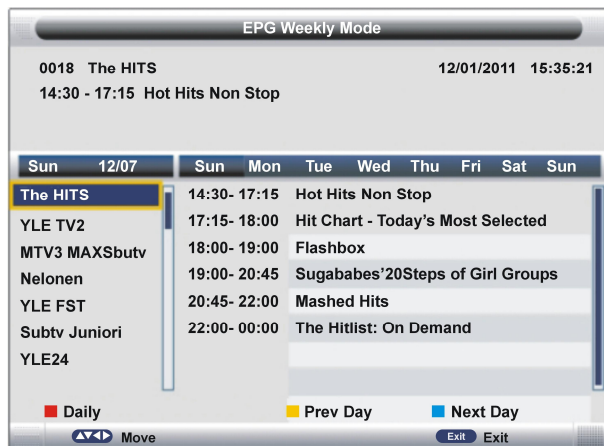 EPG Weekly Mode
0018 The HITS 12/01/2011 15:35:21
14:30 - 17:15 Hot Hits Non Stop
Sun 12/07 Sun Mon Tue Wed Thu Fri Sat Sun
The HITS 14:30- 17:15 Hot Hits Non Stop
YLE TV2 17:15- 18:00 Hit Chart - Today's Most Selected
MTV3 MAXSbutv 18:00- 19:00 Flashbox
Nelonen 19:00- 20:45 Sugababes'20Steps of Girl Groups
YLE FST 20:45- 22:00 Mashed Hits
Subtv Juniori 22:00- 00:00 The Hitlist: On Demand
YLE24
Daily Prev Day Next Day
Move Exit Exit